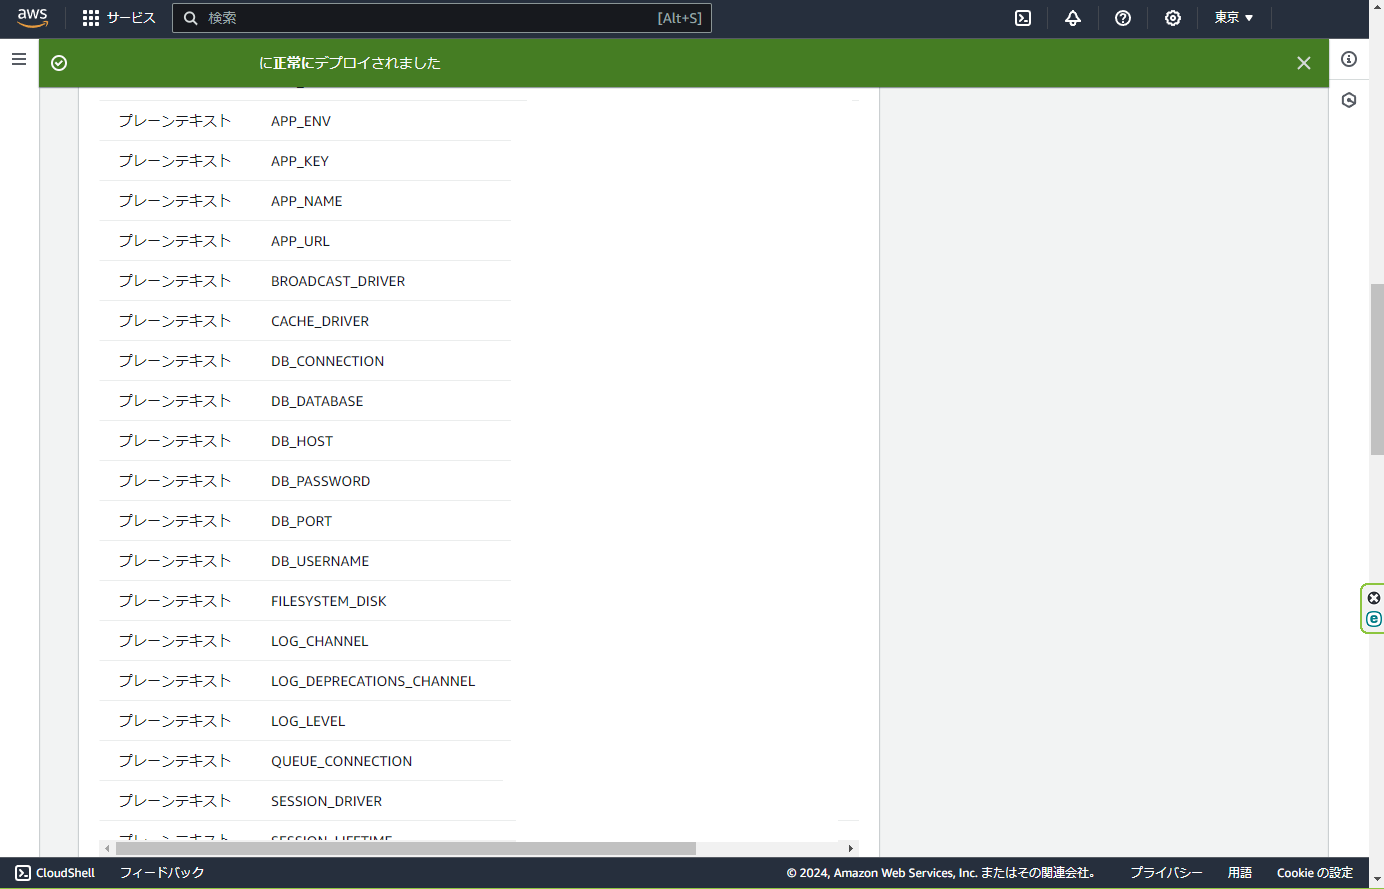 aws サービス 検索 [Alt+S] 東京
に正常にデプロイされました
プレーンテキスト APP_ENV
プレーンテキスト APP_KEY
プレーンテキスト APP_NAME
プレーンテキスト APP_URL
プレーンテキスト BROADCAST_DRIVER
プレーンテキスト CACHE_DRIVER
プレーンテキスト DB_CONNECTION
プレーンテキスト DB_DATABASE
プレーンテキスト DB_HOST
プレーンテキスト DB_PASSWORD
プレーンテキスト DB_PORT
プレーンテキスト DB_USERNAME
プレーンテキスト FILESYSTEM_DISK
プレーンテキスト LOG_CHANNEL
プレーンテキスト LOG_DEPRECATIONS_CHANNEL
プレーンテキスト LOG_LEVEL
プレーンテキスト QUEUE_CONNECTION
プレーンテキスト SESSION_DRIVER
プレーンテキスト SESSION_LIFETIME
CloudShell フィードバック © 2024, Amazon Web Services, Inc. またはその関連会社。 プライバシー 用語 Cookie の設定